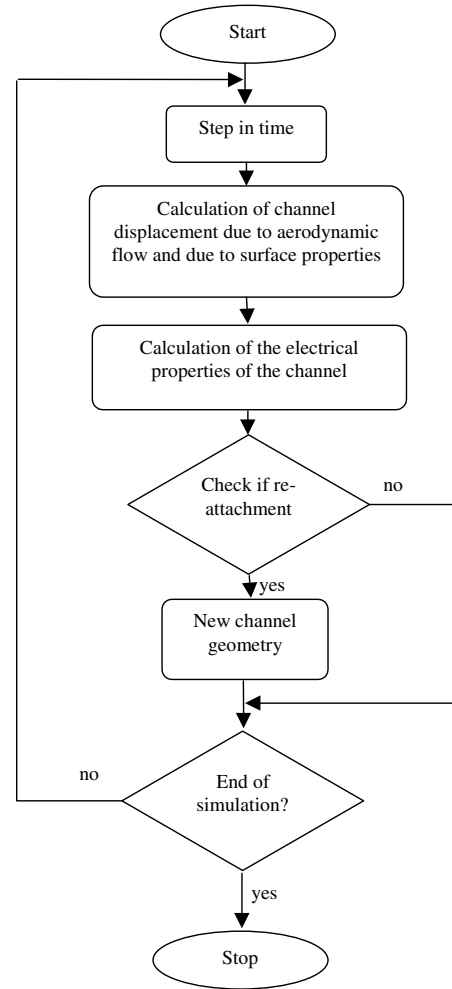 Start
Step in time
Calculation of channel
displacement due to aerodynamic
flow and due to surface properties
Calculation of the electrical
properties of the channel
Check if re-
attachment
no
yes
New channel
geometry
no
End of
simulation?
yes
Stop